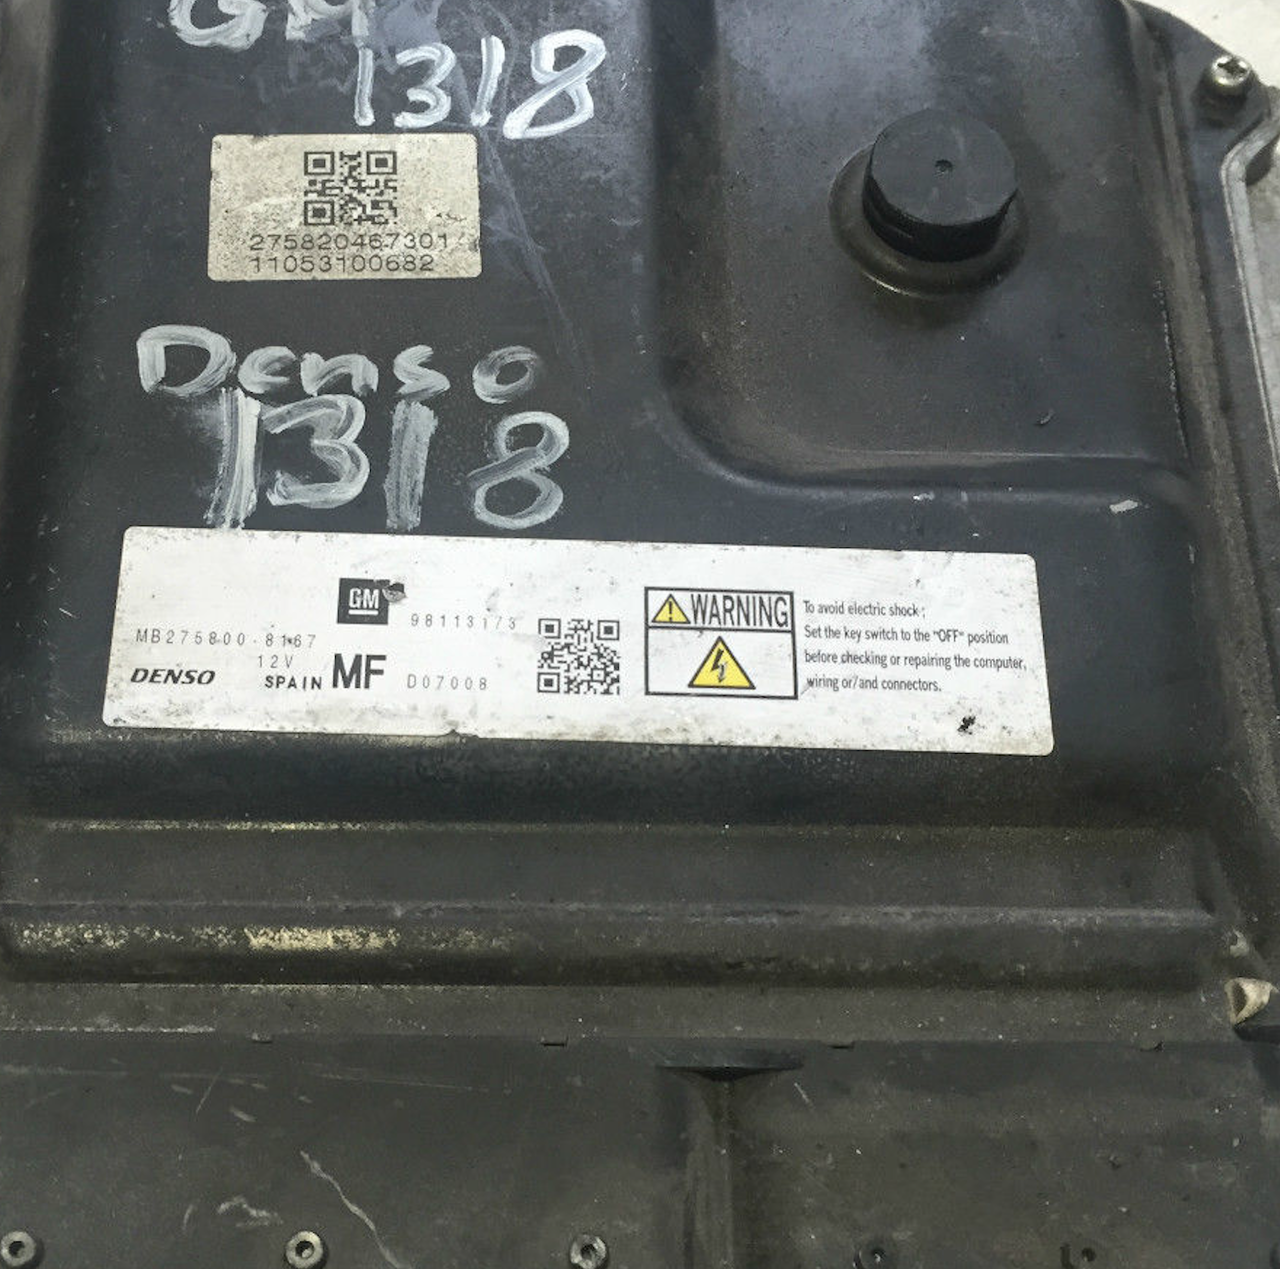 GM
1318
275820467301
11053100682
Denso
1318
GM
98113173
MB275800-8167
12V
DENSO
SPAIN
MF
D07008
WARNING
To avoid electric shock;
Set the key switch to the "OFF" position
before checking or repairing the computer,
wiring or/and connectors.